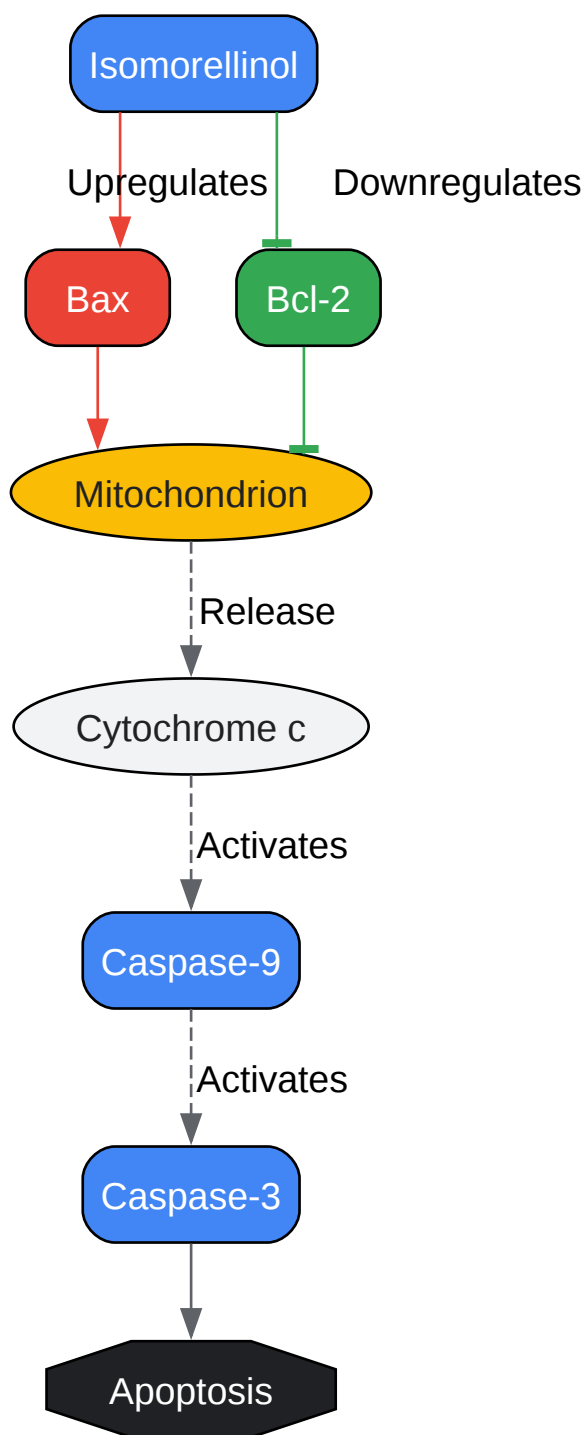 Isomorellinol
Upregulates
Downregulates
Bax
Bcl-2
Mitochondrion
Release
Cytochrome c
Activates
Caspase-9
Activates
Caspase-3
Apoptosis